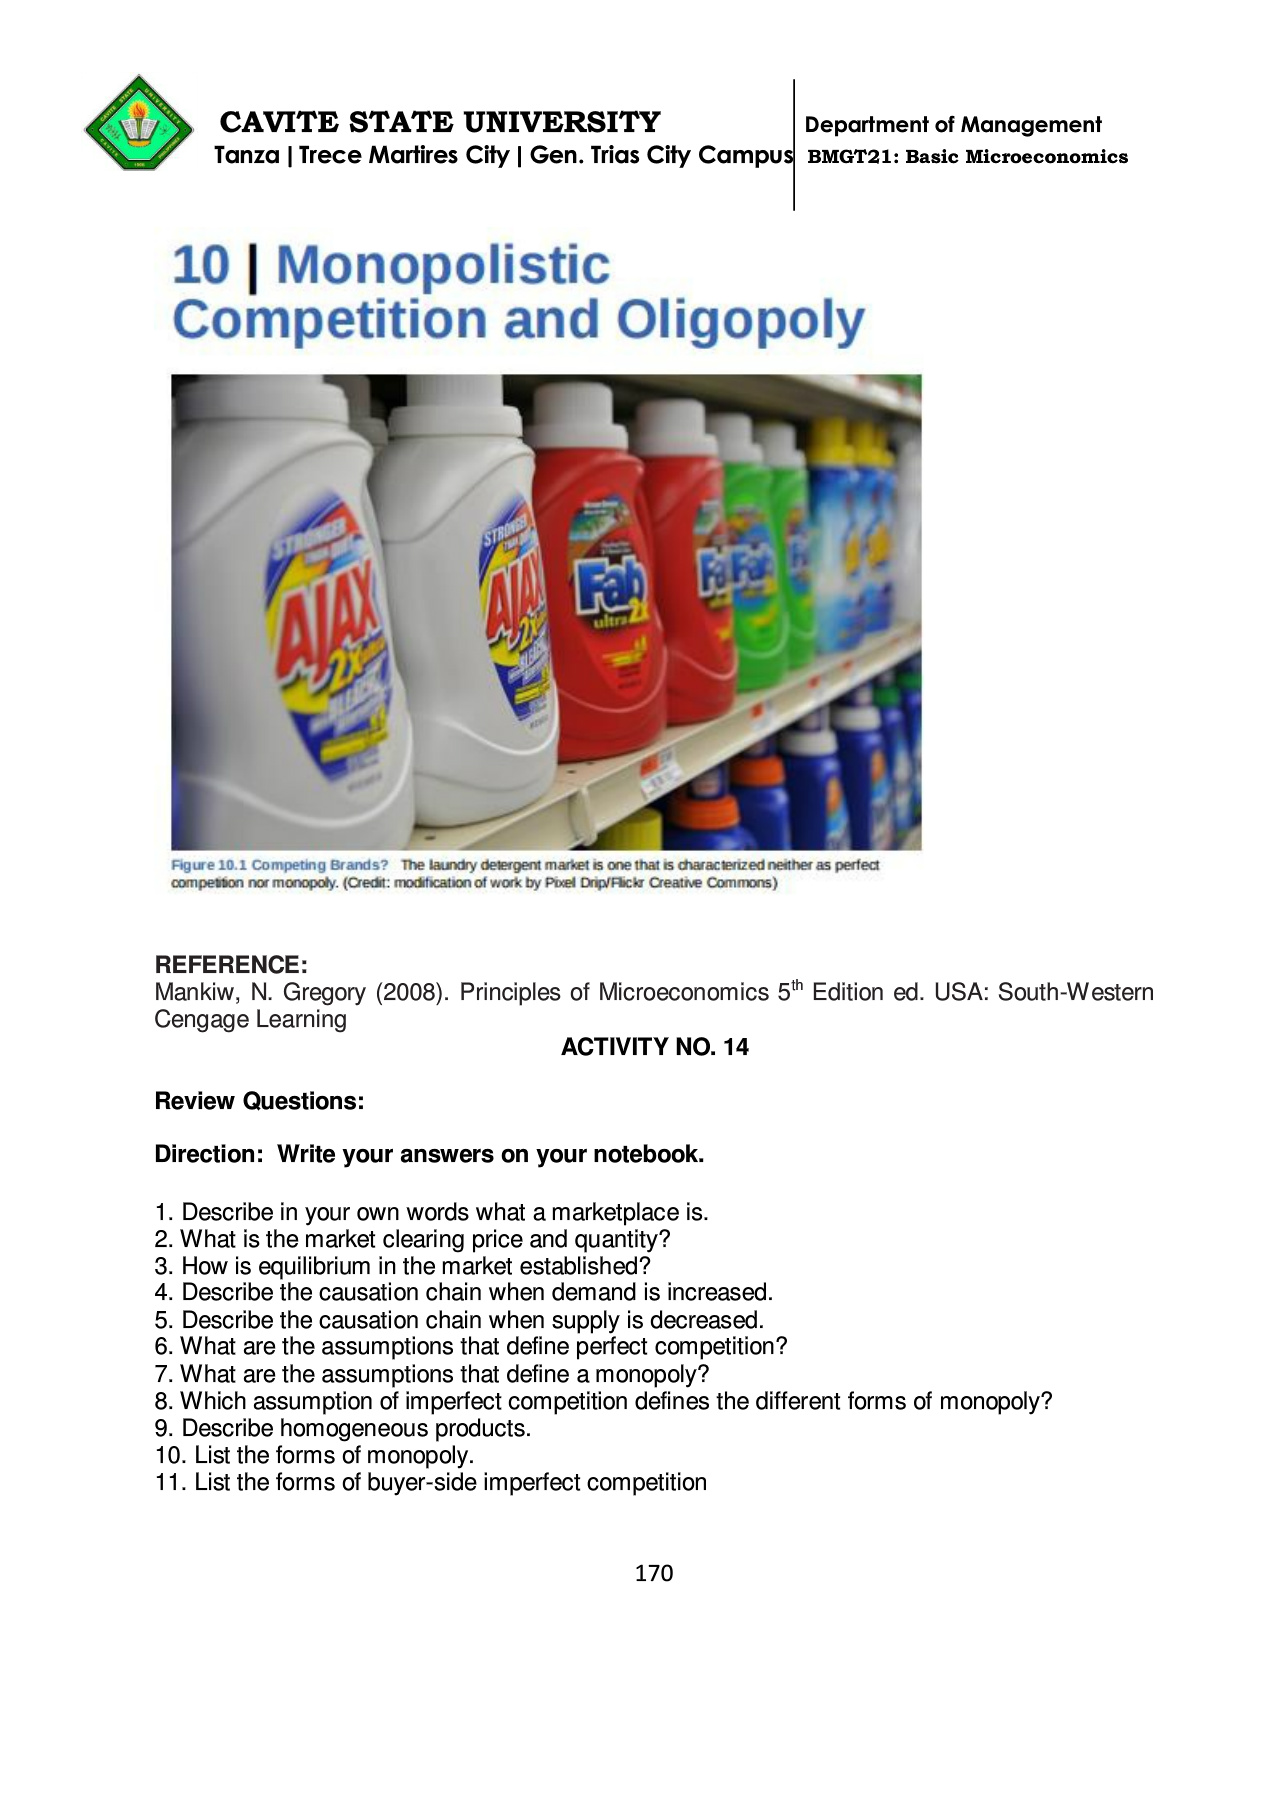 CAVITE STATE UNIVERSITY
Tanza | Trece Martires City | Gen. Trias City Campus
Department of Management
BMGT21: Basic Microeconomics
10 | Monopolistic
Competition and Oligopoly
STRONGER
AJAX
2x
BLEACH
STRONGER
AJAX
2x
Fab
ultra 2x
Fab
Fab
Figure 10.1 Competing Brands? The laundry detergent market is one that is characterized neither as perfect
competition nor monopoly. (Credit: modification of work by Pixel Drip/Flickr Creative Commons)
REFERENCE:
Mankiw, N. Gregory (2008). Principles of Microeconomics 5th Edition ed. USA: South-Western
Cengage Learning
ACTIVITY NO. 14
Review Questions:
Direction: Write your answers on your notebook.
1. Describe in your own words what a marketplace is.
2. What is the market clearing price and quantity?
3. How is equilibrium in the market established?
4. Describe the causation chain when demand is increased.
5. Describe the causation chain when supply is decreased.
6. What are the assumptions that define perfect competition?
7. What are the assumptions that define a monopoly?
8. Which assumption of imperfect competition defines the different forms of monopoly?
9. Describe homogeneous products.
10. List the forms of monopoly.
11. List the forms of buyer-side imperfect competition
170